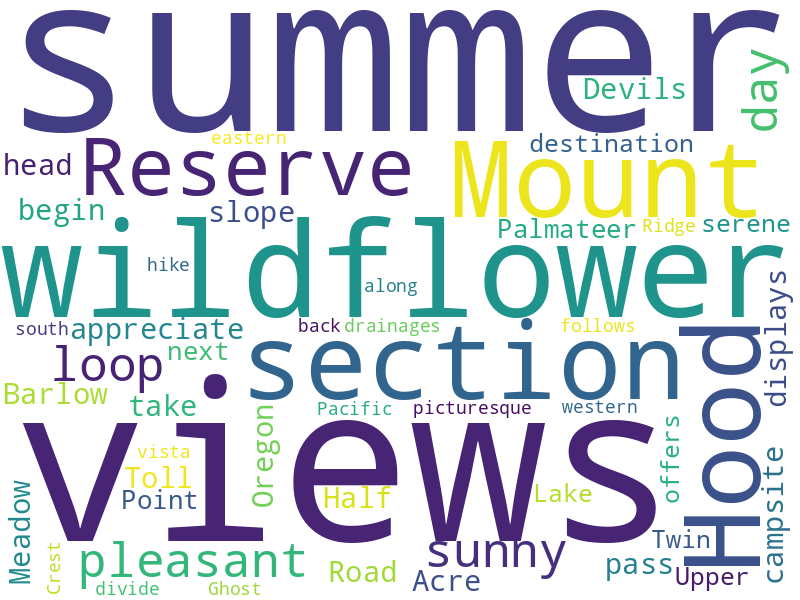 summer
Devils
day
eastern
head
Reserve
destination
Mount
begin
slope
Palmateer
Ridge
serene
wildflower
hike
along
displays
south
appreciate
back
drainages
follows
loop
next
section
Hood
Barlow
take
Pacific
picturesque
western
views
Oregon
vista
Toll
offers
campsite
Meadow
Point
Half
Lake
Crest
pleasant
sunny
Twin
Road
pass
Acre
Upper
divide
Ghost